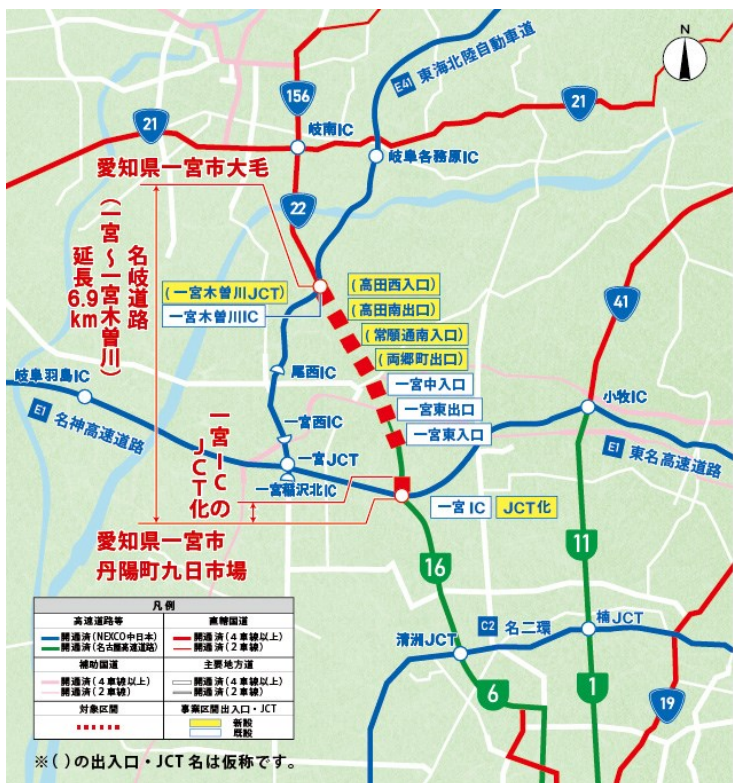 N
E41 東海北陸自動車道
156
21
21
岐南IC
岐阜各務原IC
愛知県一宮市大毛
22
名岐道路
(一宮～一宮木曽川)
延長6.9km
(一宮木曽川JCT)
一宮木曽川IC
(高田西入口)
(高田南出口)
(常願通南入口)
(両郷町出口)
一宮中入口
一宮東出口
一宮東入口
41
尾西IC
岐阜羽島IC
E1 名神高速道路
一宮西IC
一宮JCT
一宮稲沢北IC
一宮ICの
JCT化
小牧IC
E1 東名高速道路
一宮IC JCT化
愛知県一宮市
丹陽町九日市場
16
11
C2 名二環
楠JCT
清洲JCT
6
1
19
凡例
高速道路等
開通済(NEXCO中日本)
開通済(名古屋高速道路)
直轄国道
開通済(4車線以上)
開通済(2車線)
補助国道
開通済(4車線以上)
開通済(2車線)
主要地方道
開通済(4車線以上)
開通済(2車線)
対象区間
事業区間出入口・JCT
新設
既設
※( )の出入口・JCT名は仮称です。